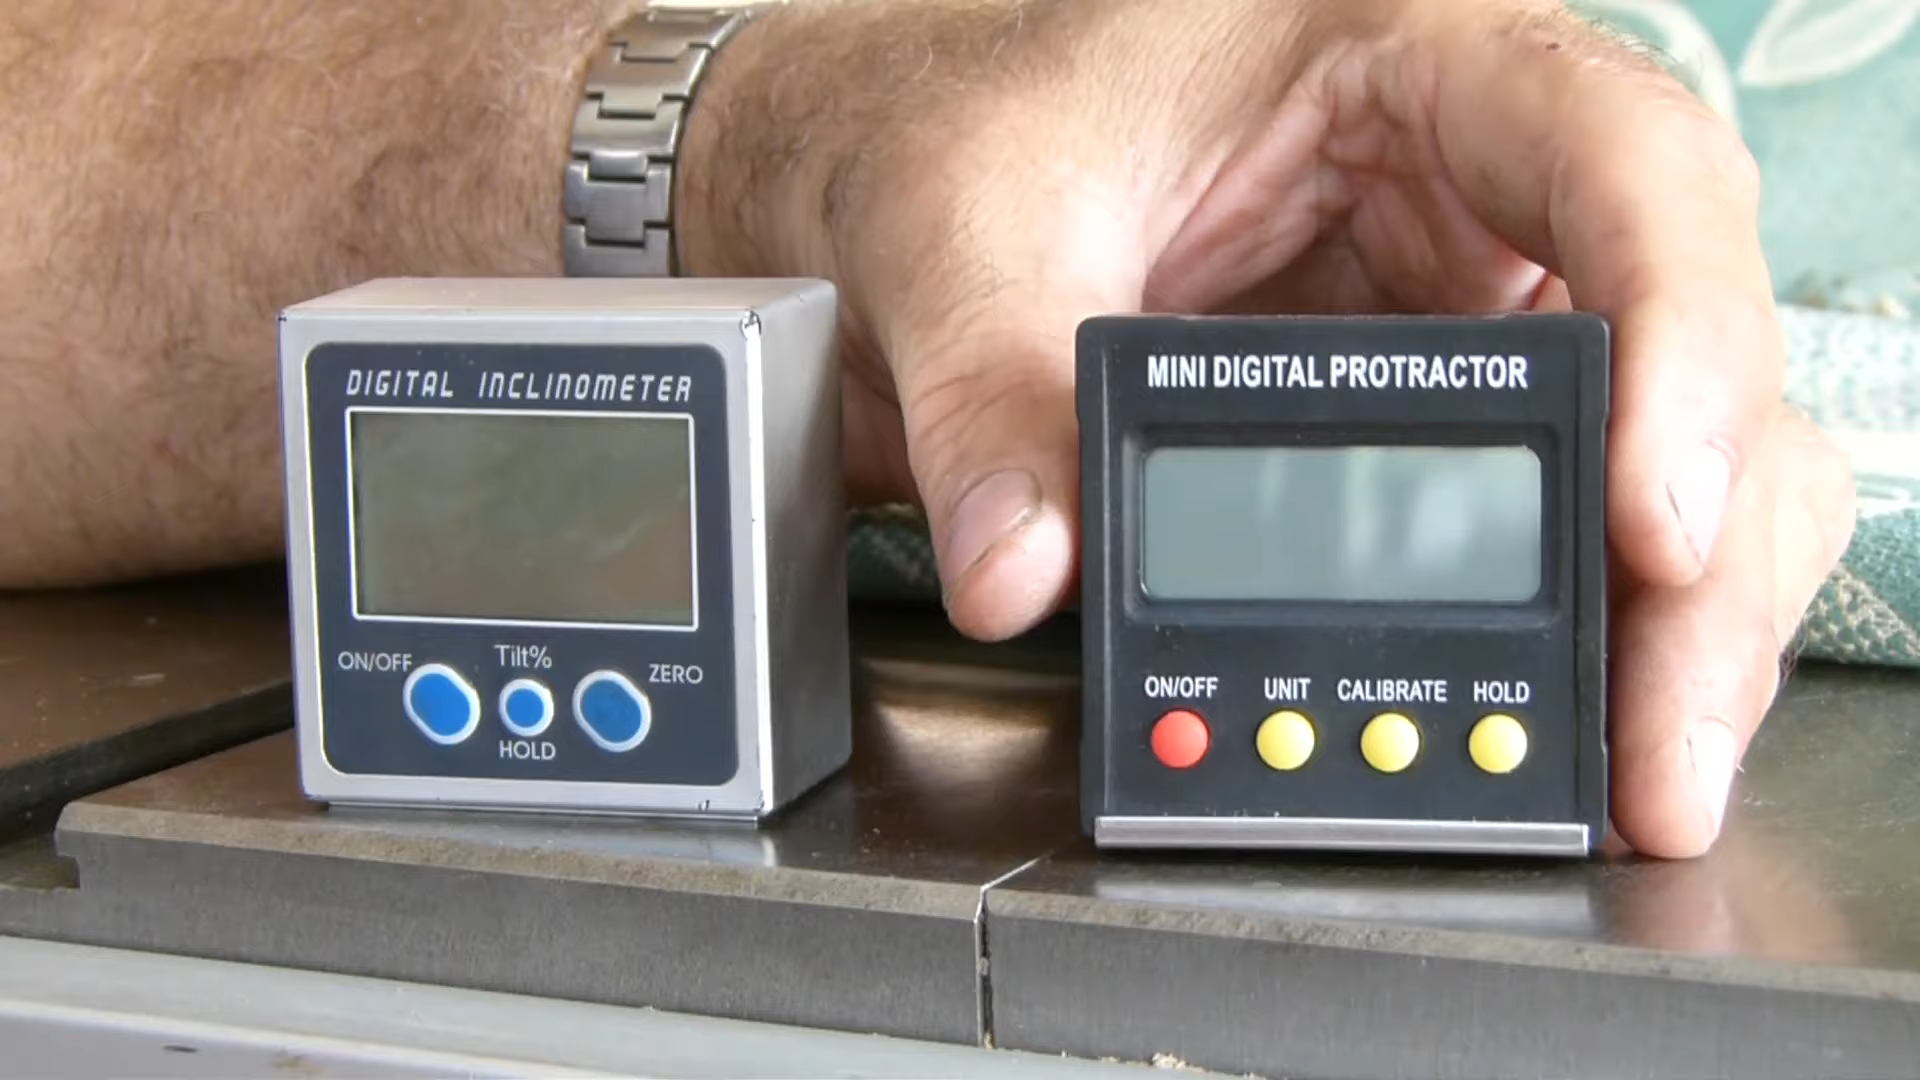 DIGITAL INCLINOMETER
ON/OFF
Tilt%
ZERO
HOLD
MINI DIGITAL PROTRACTOR
ON/OFF UNIT CALIBRATE HOLD